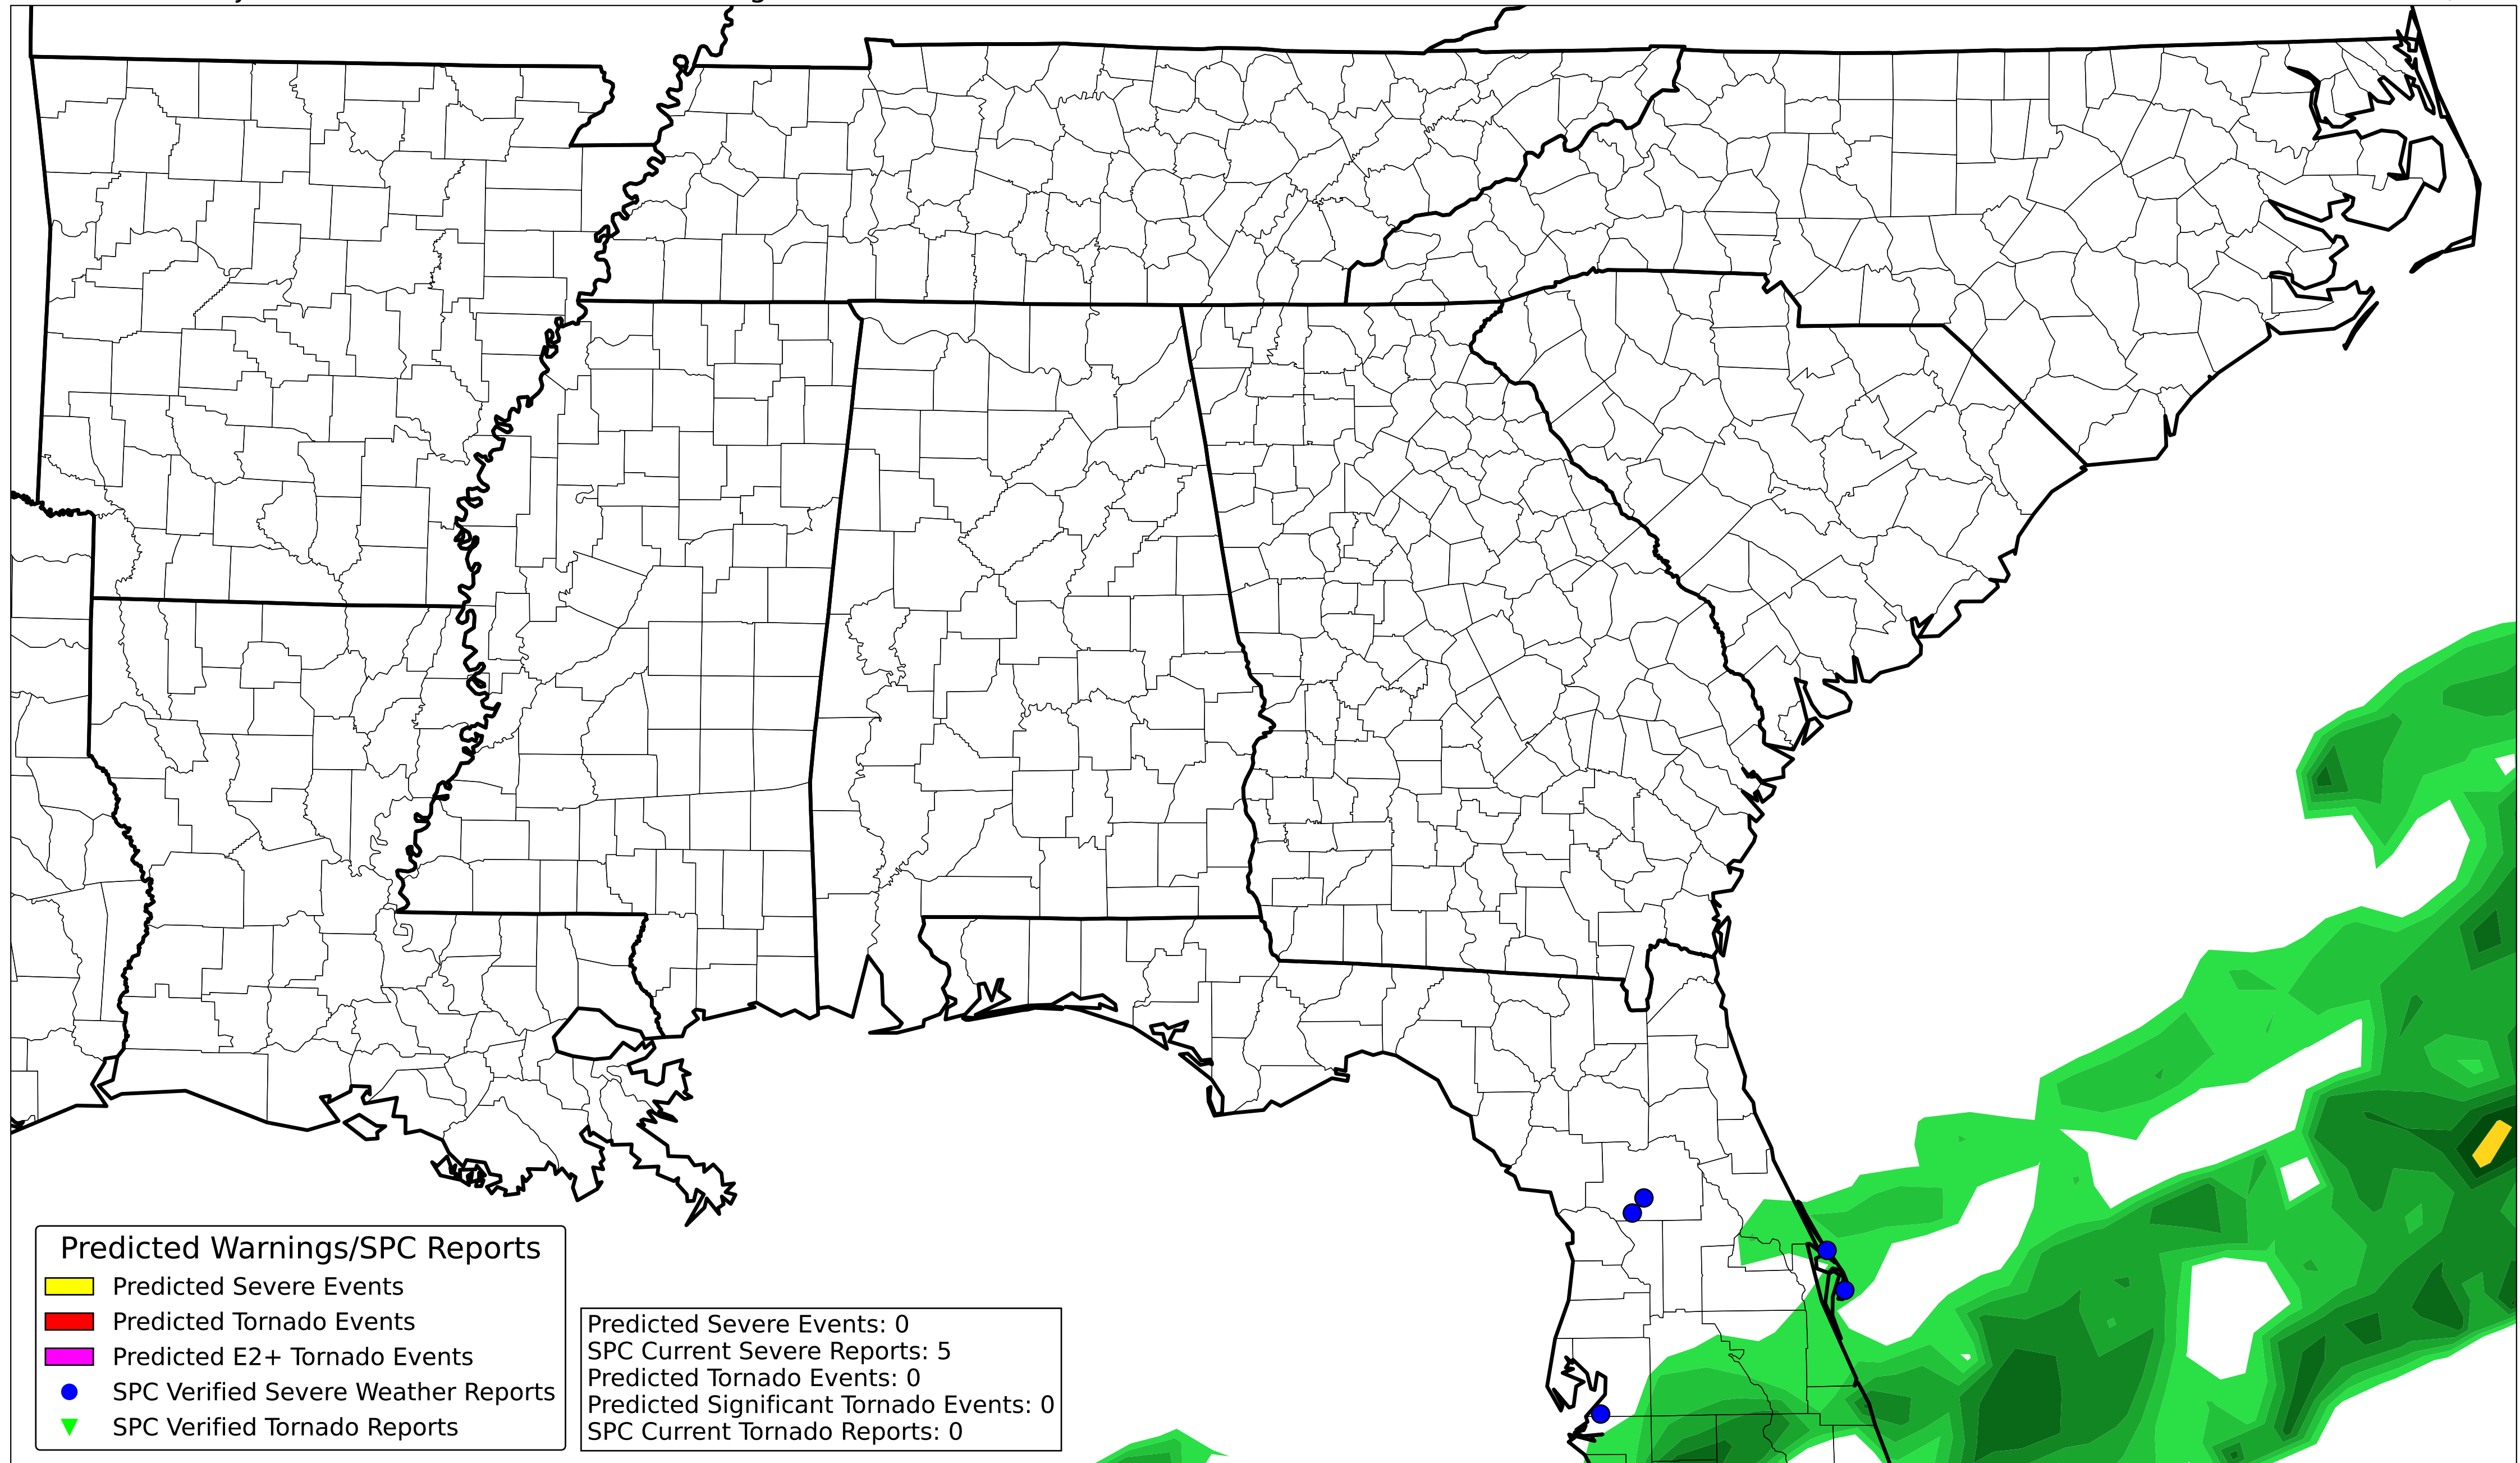 Predicted Warnings/SPC Reports
Predicted Severe Events
Predicted Tornado Events
Predicted E2+ Tornado Events
SPC Verified Severe Weather Reports
SPC Verified Tornado Reports
Predicted Severe Events: 0
SPC Current Severe Reports: 5
Predicted Tornado Events: 0
Predicted Significant Tornado Events: 0
SPC Current Tornado Reports: 0